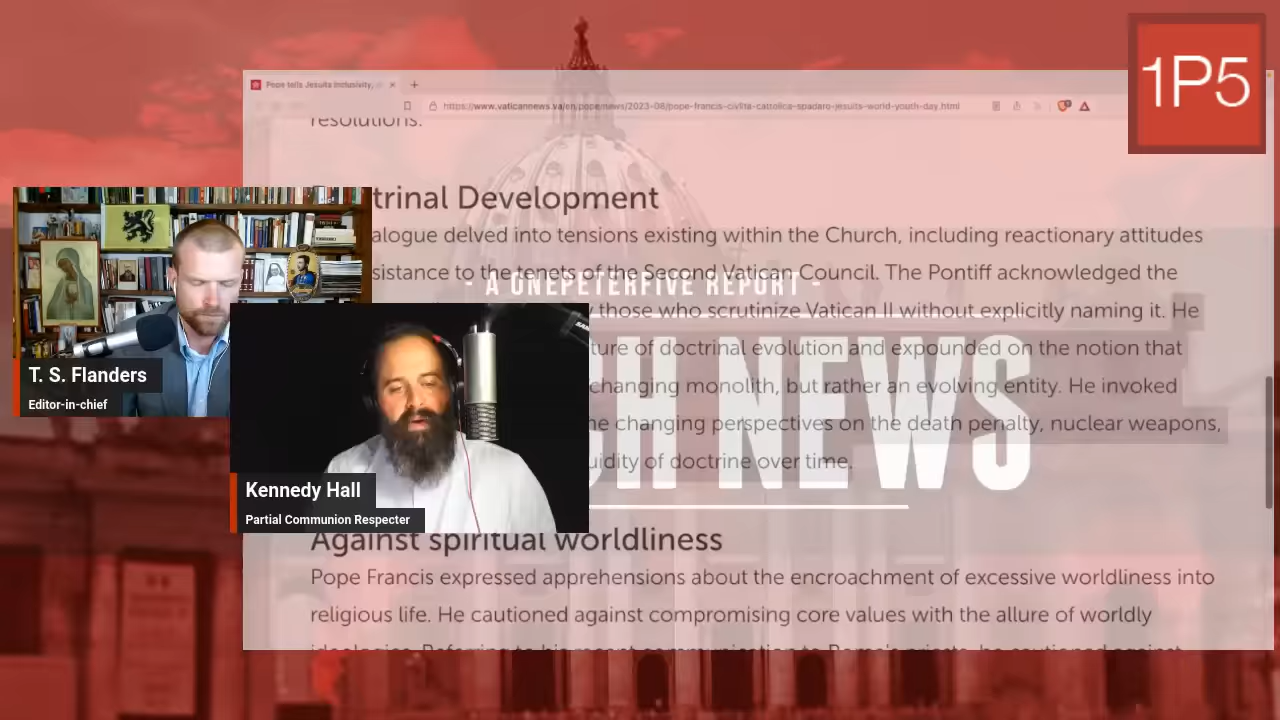 1P5
Pope tells Jesuits inclusivity,
https://www.vaticannews.va/en/pope/news/2023-08/pope-francis-civilta-cattolica-spadaro-jesuits-world-youth-day.html
resolutions.
trinal Development
alogue delved into tensions existing within the Church, including reactionary attitudes
sistance to the tenets of the Second Vatican Council. The Pontiff acknowledged the
- A ONEPETERFIVE REPORT -
those who scrutinize Vatican II without explicitly naming it. He
ture of doctrinal evolution and expounded on the notion that
changing monolith, but rather an evolving entity. He invoked
he changing perspectives on the death penalty, nuclear weapons,
uidity of doctrine over time.
CH NEWS
T. S. Flanders
Editor-in-chief
Kennedy Hall
Partial Communion Respecter
Against spiritual worldliness
Pope Francis expressed apprehensions about the encroachment of excessive worldliness into
religious life. He cautioned against compromising core values with the allure of worldly